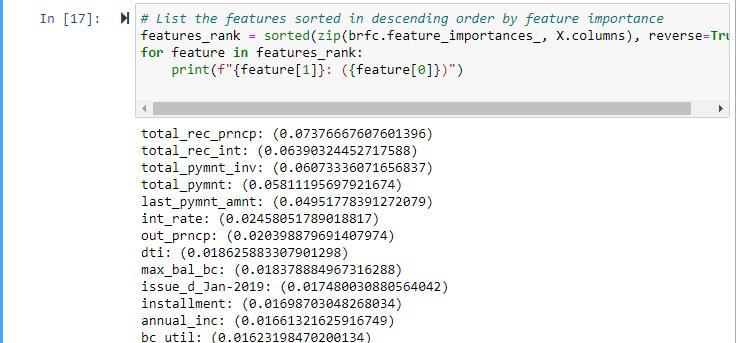 In [17]:
# List the features sorted in descending order by feature importance
features_rank = sorted(zip(brfc.feature_importances_, X.columns), reverse=Tru
for feature in features_rank:
    print(f"{feature[1]}: ({feature[0]})")
total_rec_prncp: (0.07376667607601396)
total_rec_int: (0.06390324452717588)
total_pymnt_inv: (0.06073336071656837)
total_pymnt: (0.05811195697921674)
last_pymnt_amnt: (0.04951778391272079)
int_rate: (0.02458051789018817)
out_prncp: (0.020398879691407974)
dti: (0.018625883307901298)
max_bal_bc: (0.018378884967316288)
issue_d_Jan-2019: (0.017480030880564042)
installment: (0.01698703048268034)
annual_inc: (0.01661321625916749)
bc_util: (0.01623198470200134)